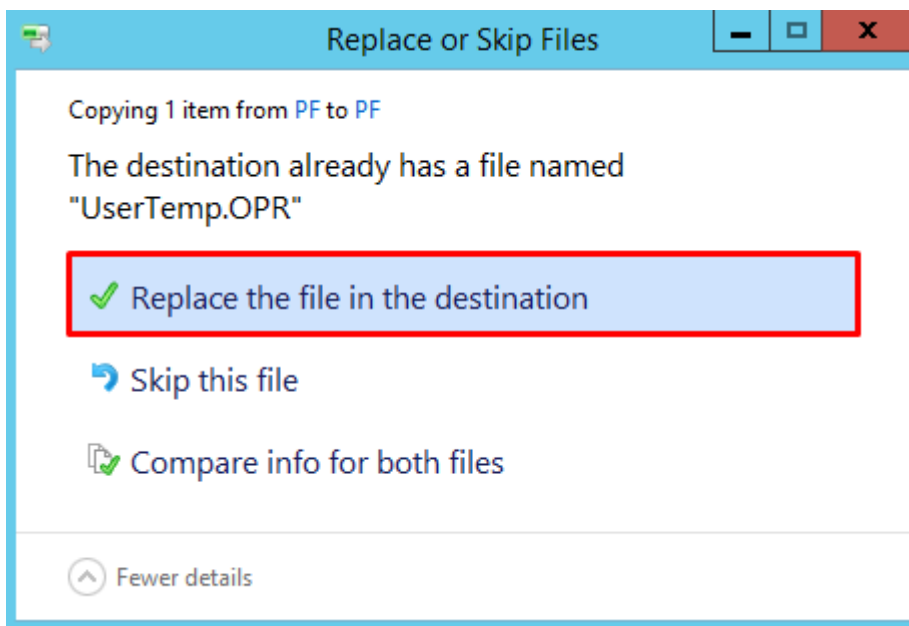 Replace or Skip Files
Copying 1 item from PF to PF
The destination already has a file named
"UserTemp.OPR"
Replace the file in the destination
Skip this file
Compare info for both files
Fewer details